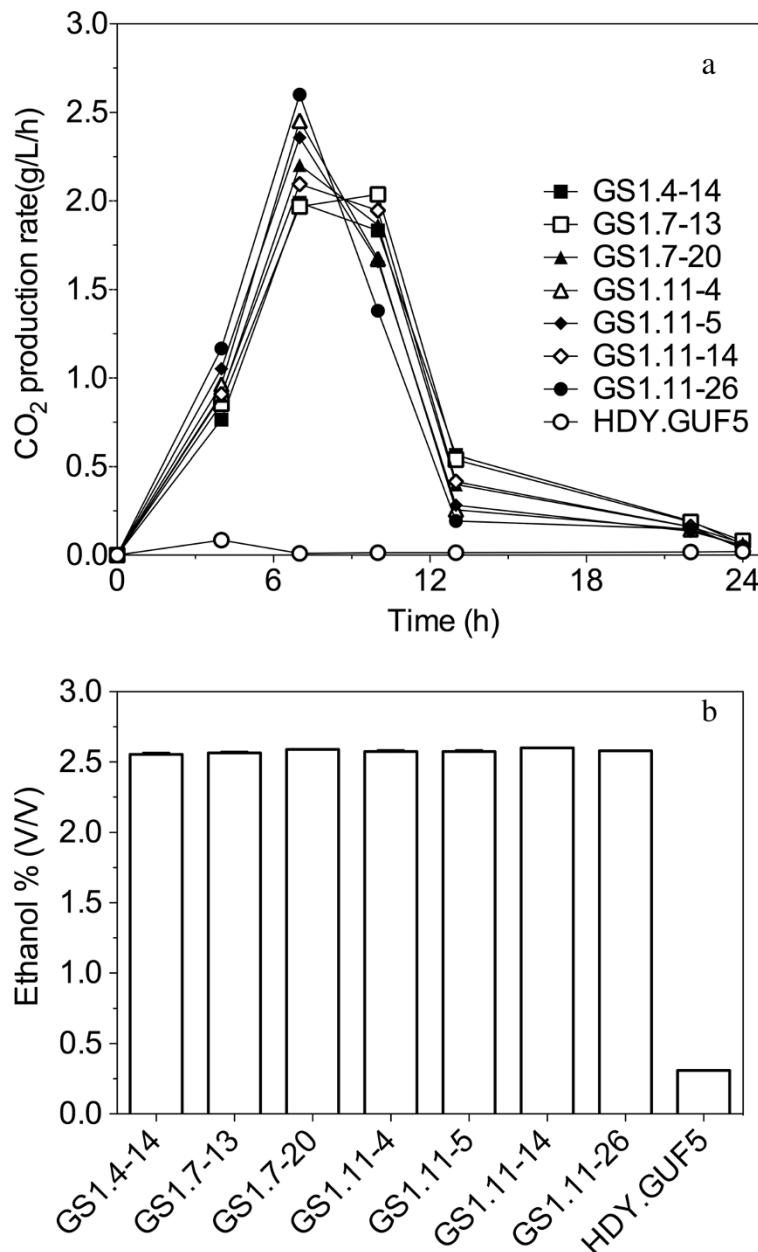 a
3.0
2.5
2.0
1.5
1.0
0.5
0.0
CO₂ production rate(g/L/h)
GS1.4-14
GS1.7-13
GS1.7-20
GS1.11-4
GS1.11-5
GS1.11-14
GS1.11-26
HDY.GUF5
0 6 12 18 24
Time (h)
b
3.0
2.5
2.0
1.5
1.0
0.5
0.0
Ethanol % (V/V)
GS1.4-14
GS1.7-13
GS1.7-20
GS1.11-4
GS1.11-5
GS1.11-14
GS1.11-26
HDY.GUF5